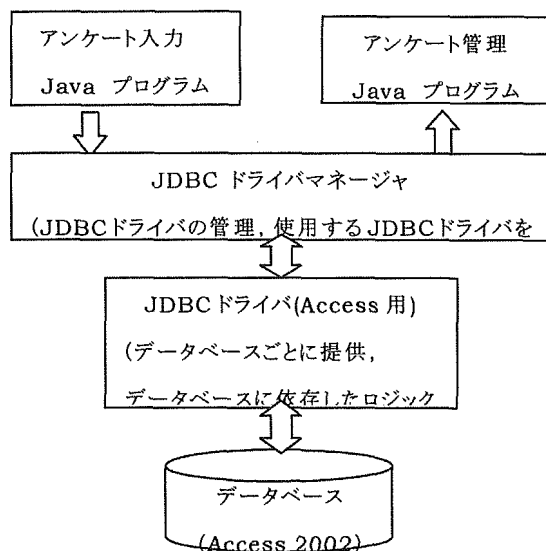 アンケート入力
Java プログラム
アンケート管理
Java プログラム
JDBC ドライバマネージャ
(JDBCドライバの管理, 使用するJDBCドライバを
JDBCドライバ(Access 用)
(データベースごとに提供,
データベースに依存したロジック
データベース
(Access 2002)